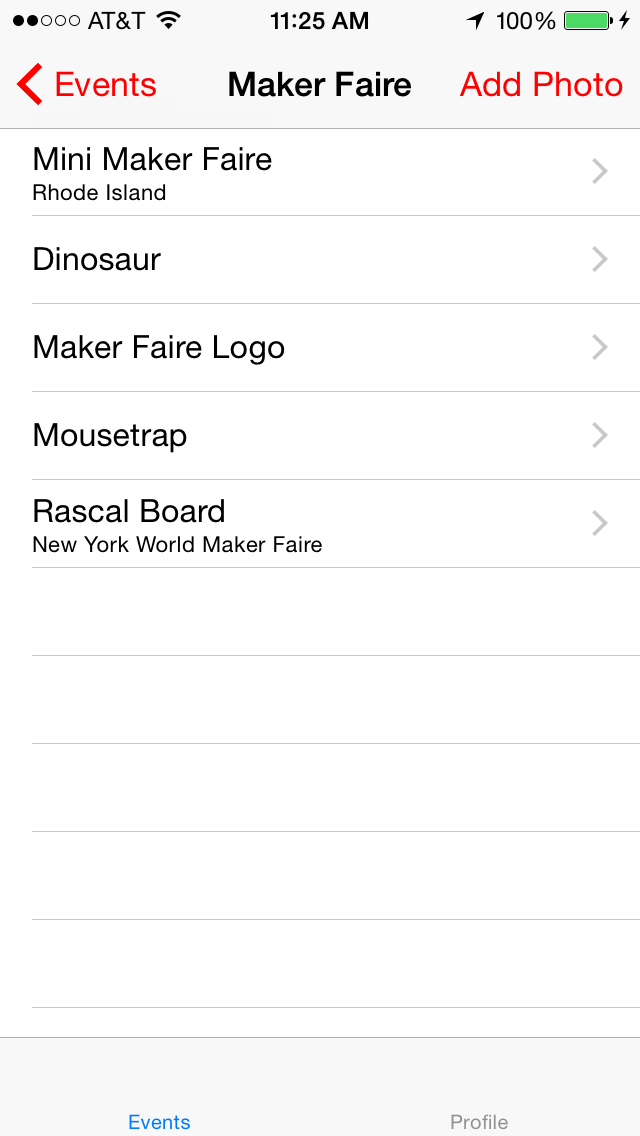 AT&T 11:25 AM 100%
Events Maker Faire Add Photo
Mini Maker Faire
Rhode Island
Dinosaur
Maker Faire Logo
Mousetrap
Rascal Board
New York World Maker Faire
Events Profile